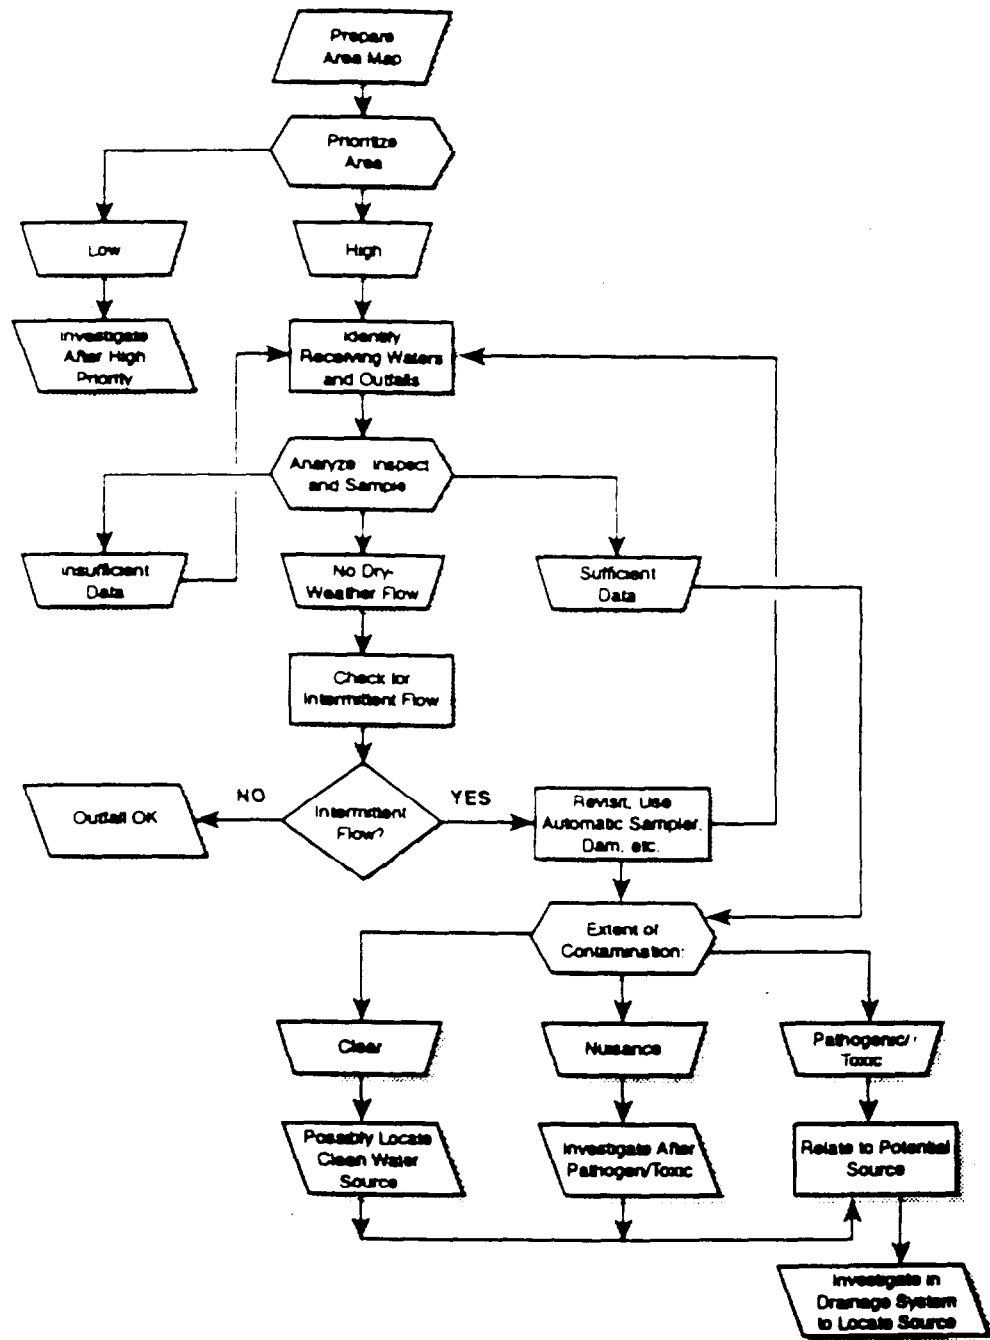 Prepare
Area Map
Prioritize
Area
Low
High
Investigate
After High
Priority
Identify
Receiving Waters
and Outfalls
Analyze, Inspect
and Sample
Insufficient
Data
No Dry-
Weather Flow
Sufficient
Data
Check for
Intermittent Flow
Outfall OK
NO
Intermittent
Flow?
YES
Revisit, Use
Automatic Sampler,
Dam, etc.
Extent of
Contamination:
Clear
Nuisance
Pathogenic/
Toxic
Possibly Locate
Clean Water
Source
Investigate After
Pathogen/Toxic
Relate to Potential
Source
Investigate in
Drainage System
to Locate Source